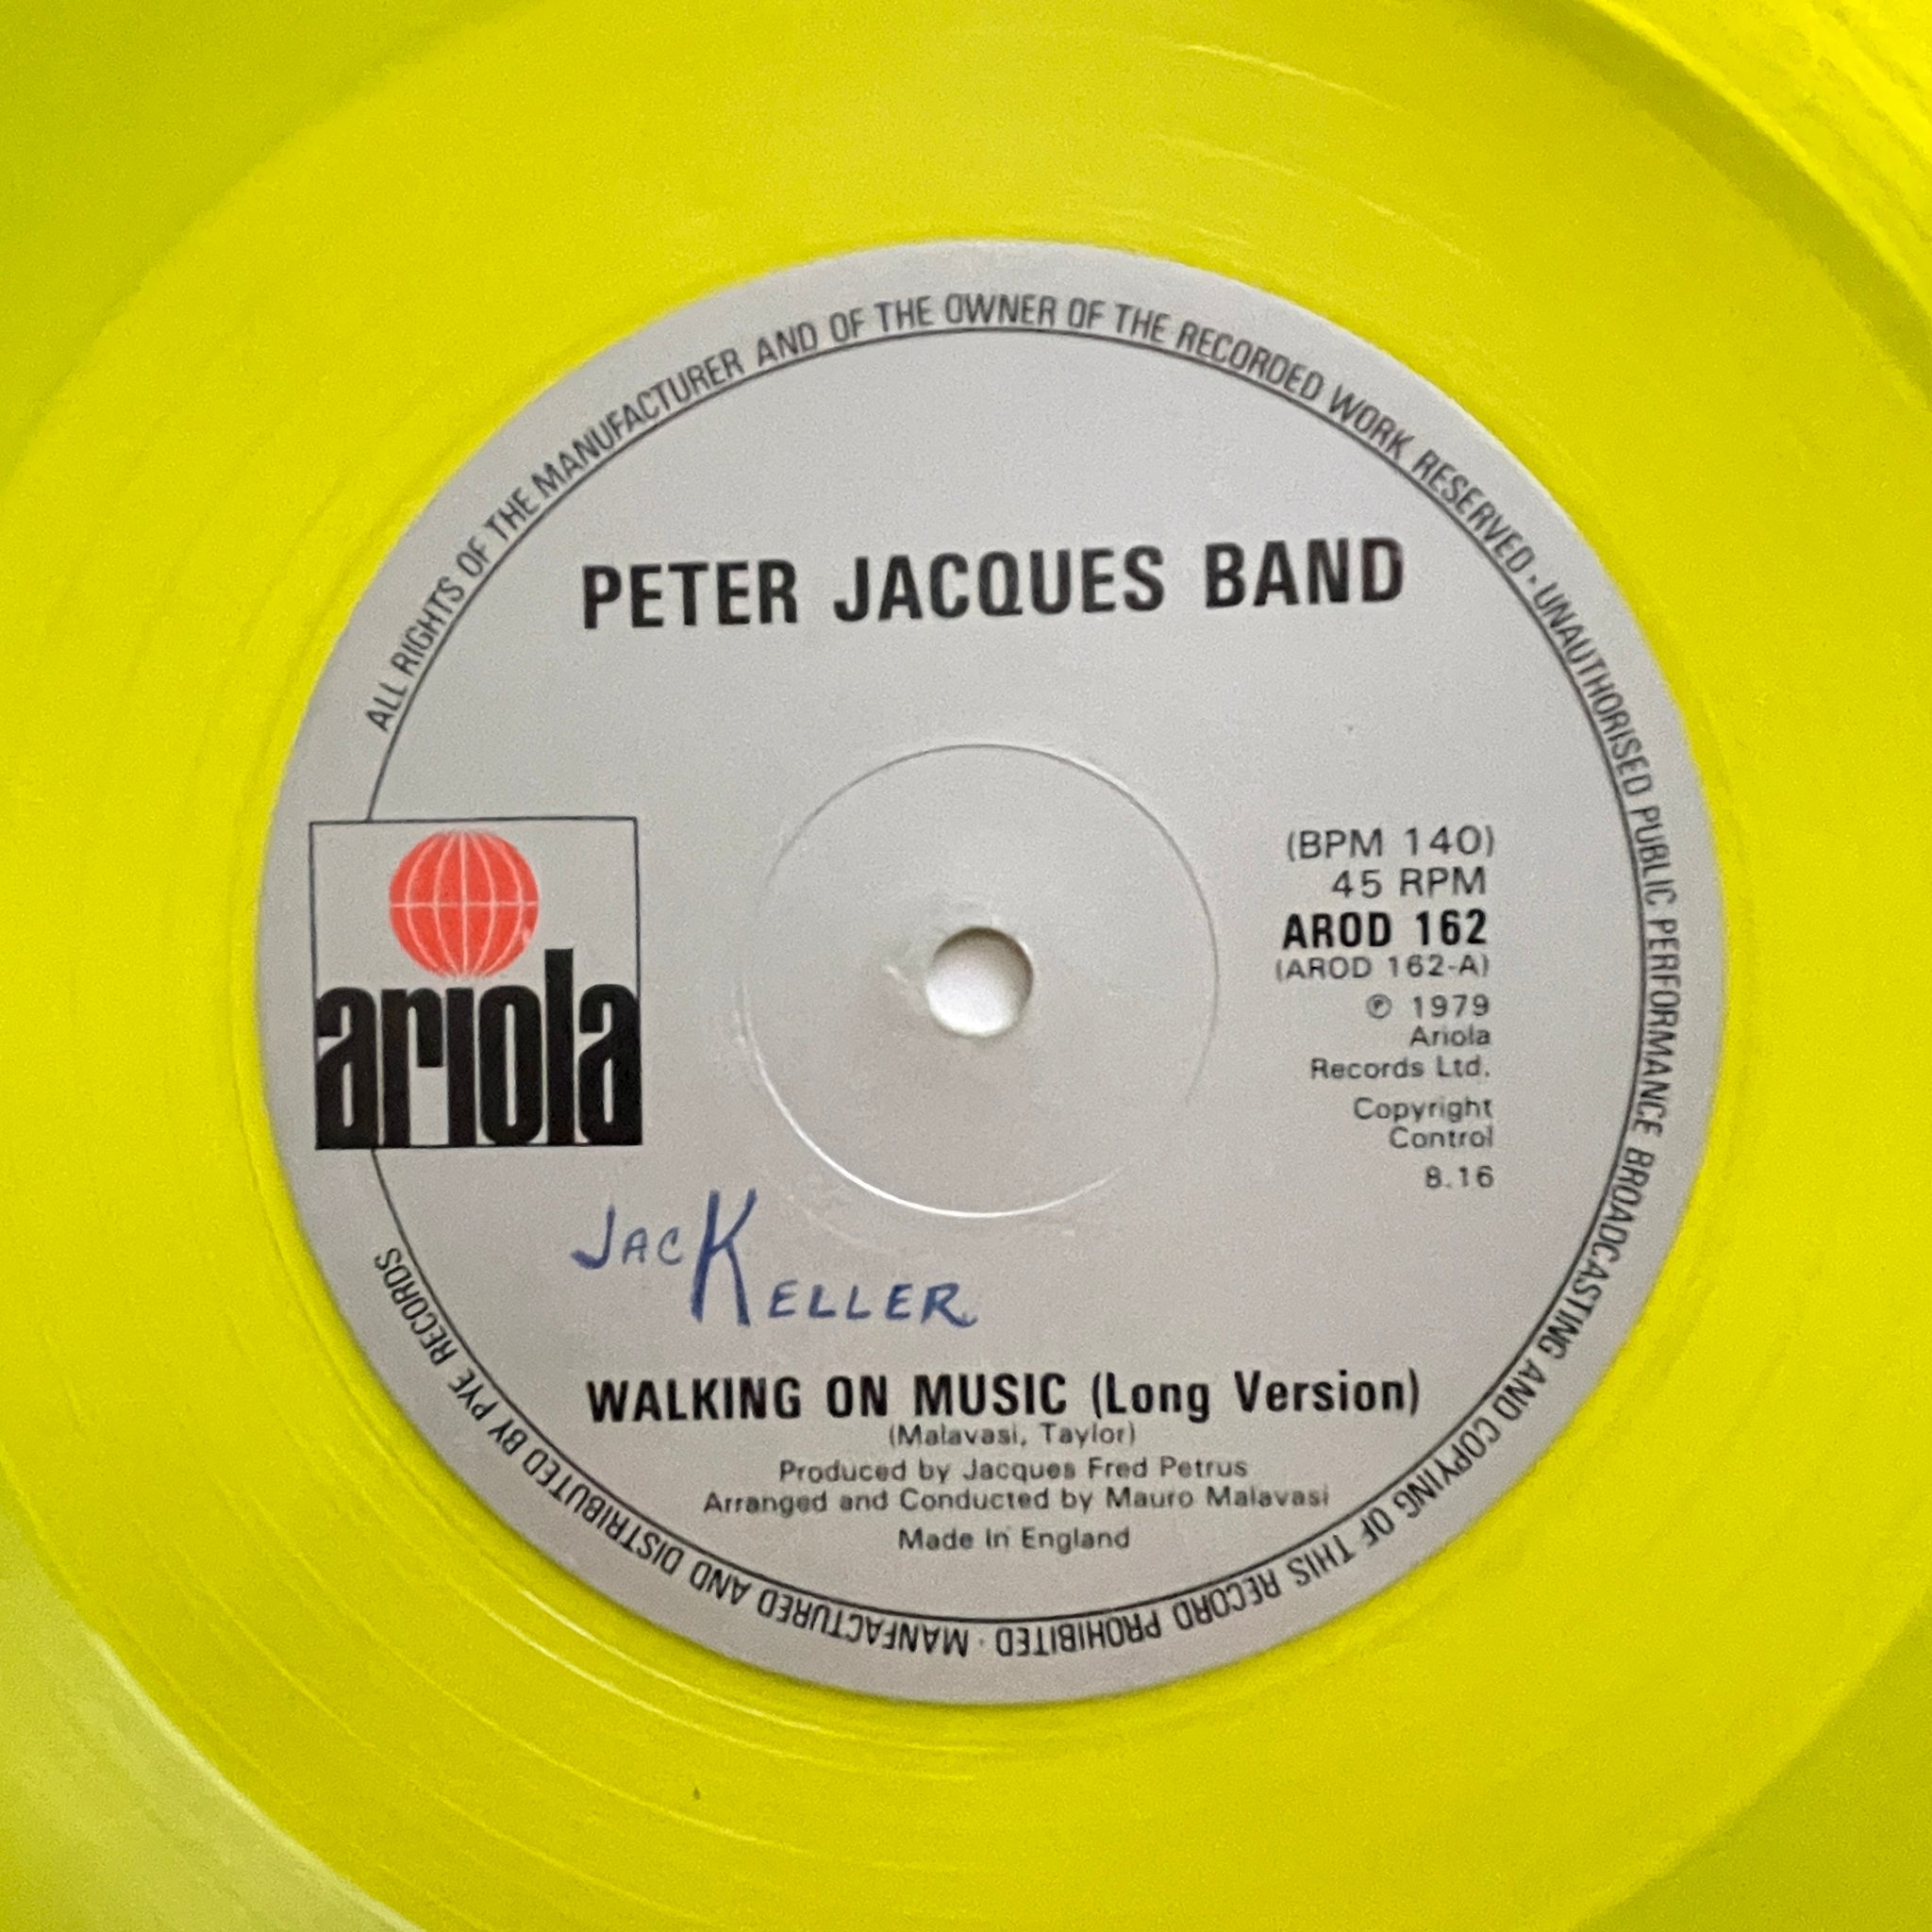 ALL RIGHTS OF THE MANUFACTURER AND OF THE OWNER OF THE RECORDED WORK RESERVED · UNAUTHORISED PUBLIC PERFORMANCE BROADCASTING AND COPYING OF THIS RECORD PROHIBITED · MANFACTURED AND DISTRIBUTED BY PYE RECORDS
PETER JACQUES BAND
ariola
(BPM 140)
45 RPM
AROD 162
(AROD 162-A)
℗ 1979
Ariola
Records Ltd.
Copyright
Control
8.16
JACK
KELLER
WALKING ON MUSIC (Long Version)
(Malavasi, Taylor)
Produced by Jacques Fred Petrus
Arranged and Conducted by Mauro Malavasi
Made in England